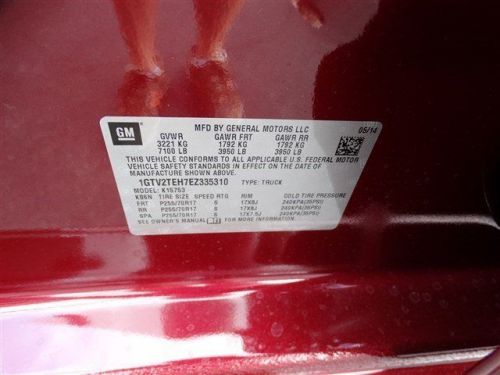 GM
MFD BY GENERAL MOTORS LLC
05/14
GVWR GAWR FRT GAWR RR
3221 KG 1792 KG 1792 KG
7100 LB 3950 LB 3950 LB
THIS VEHICLE CONFORMS TO ALL APPLICABLE U.S. FEDERAL MOTOR
VEHICLE SAFETY STANDARDS IN EFFECT ON THE DATE OF
MANUFACTURE SHOWN ABOVE.
1GTV2TEH7EZ335310 TYPE: TRUCK
MODEL: K15753
TIRE SIZE SPEED RTG RIM COLD TIRE PRESSURE
FRT P255/70R17 S 17X8J 240KPA(35PSI)
RR P255/70R17 S 17X8J 240KPA(35PSI)
SPA P255/70R17 S 17X7.5J 240KPA(35PSI)
SEE OWNER'S MANUAL FOR MORE INFORMATION.